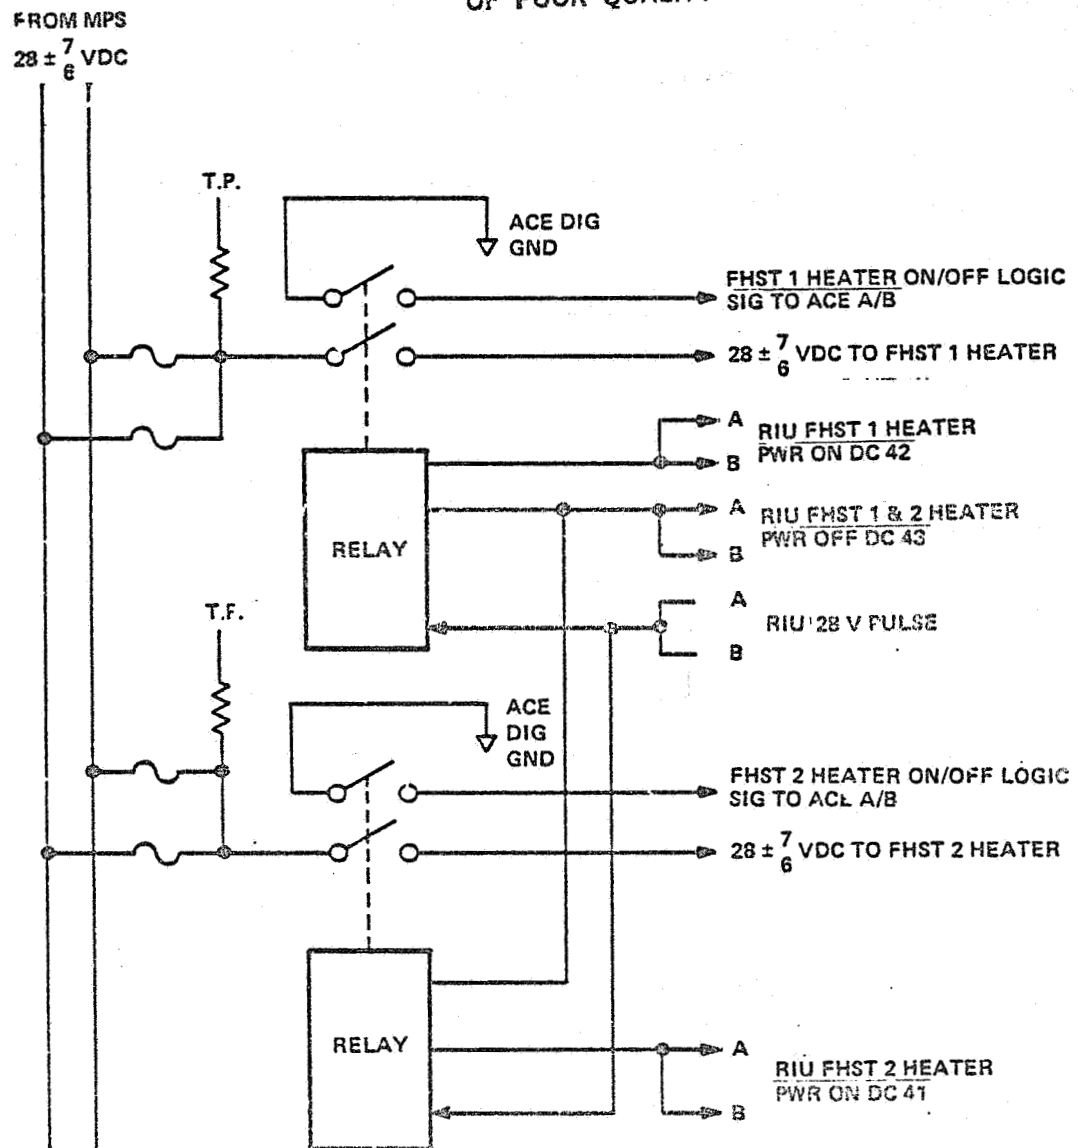 OF POOR QUALITY
FROM MPS
28 ± 7/6 VDC
T.P.
ACE DIG
GND
FHST 1 HEATER ON/OFF LOGIC
SIG TO ACE A/B
28 ± 7/6 VDC TO FHST 1 HEATER
A
RIU FHST 1 HEATER
PWR ON DC 42
B
A
RIU FHST 1 & 2 HEATER
PWR OFF DC 43
B
RELAY
A
RIU 28 V PULSE
B
T.P.
ACE
DIG
GND
FHST 2 HEATER ON/OFF LOGIC
SIG TO ACE A/B
28 ± 7/6 VDC TO FHST 2 HEATER
RELAY
A
RIU FHST 2 HEATER
PWR ON DC 41
B